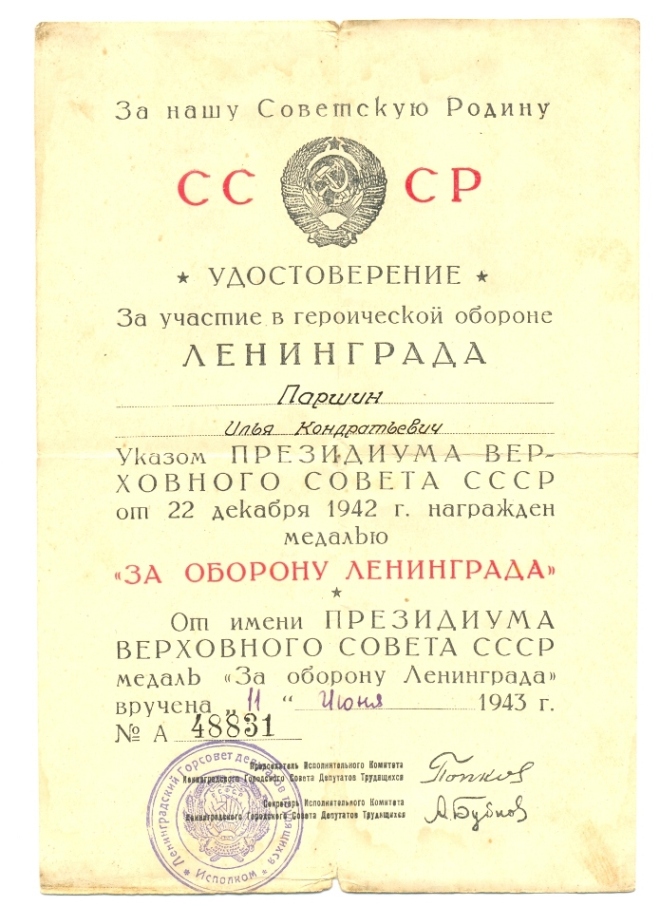 За нашу Советскую Родину
СС СР
★ УДОСТОВЕРЕНИЕ ★
За участие в героической обороне
ЛЕНИНГРАДА
Паршин
Илья Кондратьевич
Указом ПРЕЗИДИУМА ВЕР-
ХОВНОГО СОВЕТА СССР
от 22 декабря 1942 г. награжден
медалью
«ЗА ОБОРОНУ ЛЕНИНГРАДА»
★
От имени ПРЕЗИДИУМА
ВЕРХОВНОГО СОВЕТА СССР
медаль «За оборону Ленинграда»
вручена „ 11 “ Июня 1943 г.
№ А 48831
Председатель Исполнительного Комитета
Ленинградского Городского Совета Депутатов Трудящихся
Попков
Секретарь Исполнительного Комитета
Ленинградского Городского Совета Депутатов Трудящихся
А. Бубнов
Ленинградский Горсовет депутатов трудящихся
★ Исполком ★